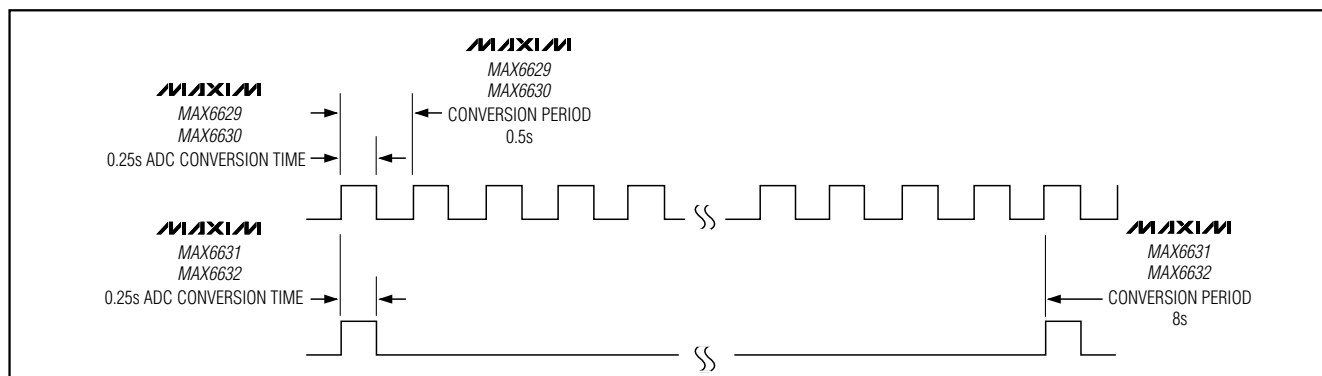 MAXIM
MAX6629
MAX6630
CONVERSION PERIOD
0.5s
MAXIM
MAX6629
MAX6630
0.25s ADC CONVERSION TIME
MAXIM
MAX6631
MAX6632
0.25s ADC CONVERSION TIME
MAXIM
MAX6631
MAX6632
CONVERSION PERIOD
8s